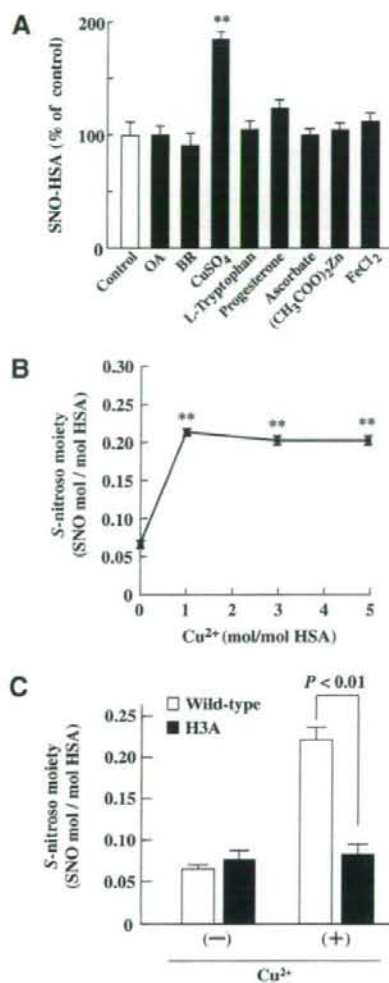 A
**
200
100
0
SNO-HSA (% of control)
Control
OA
BR
CuSO4
L-Tryptophan
Progesterone
Ascorbate
(CH3COO)2Zn
FeCl2
B
0.30
0.25
0.20
0.15
0.10
0.05
0
S-nitroso moiety
(SNO mol / mol HSA)
** ** **
0 1 2 3 4 5
Cu2+ (mol/mol HSA)
C
P < 0.01
Wild-type
H3A
0.25
0.20
0.15
0.10
0.05
0
S-nitroso moiety
(SNO mol / mol HSA)
(−) (+)
Cu2+